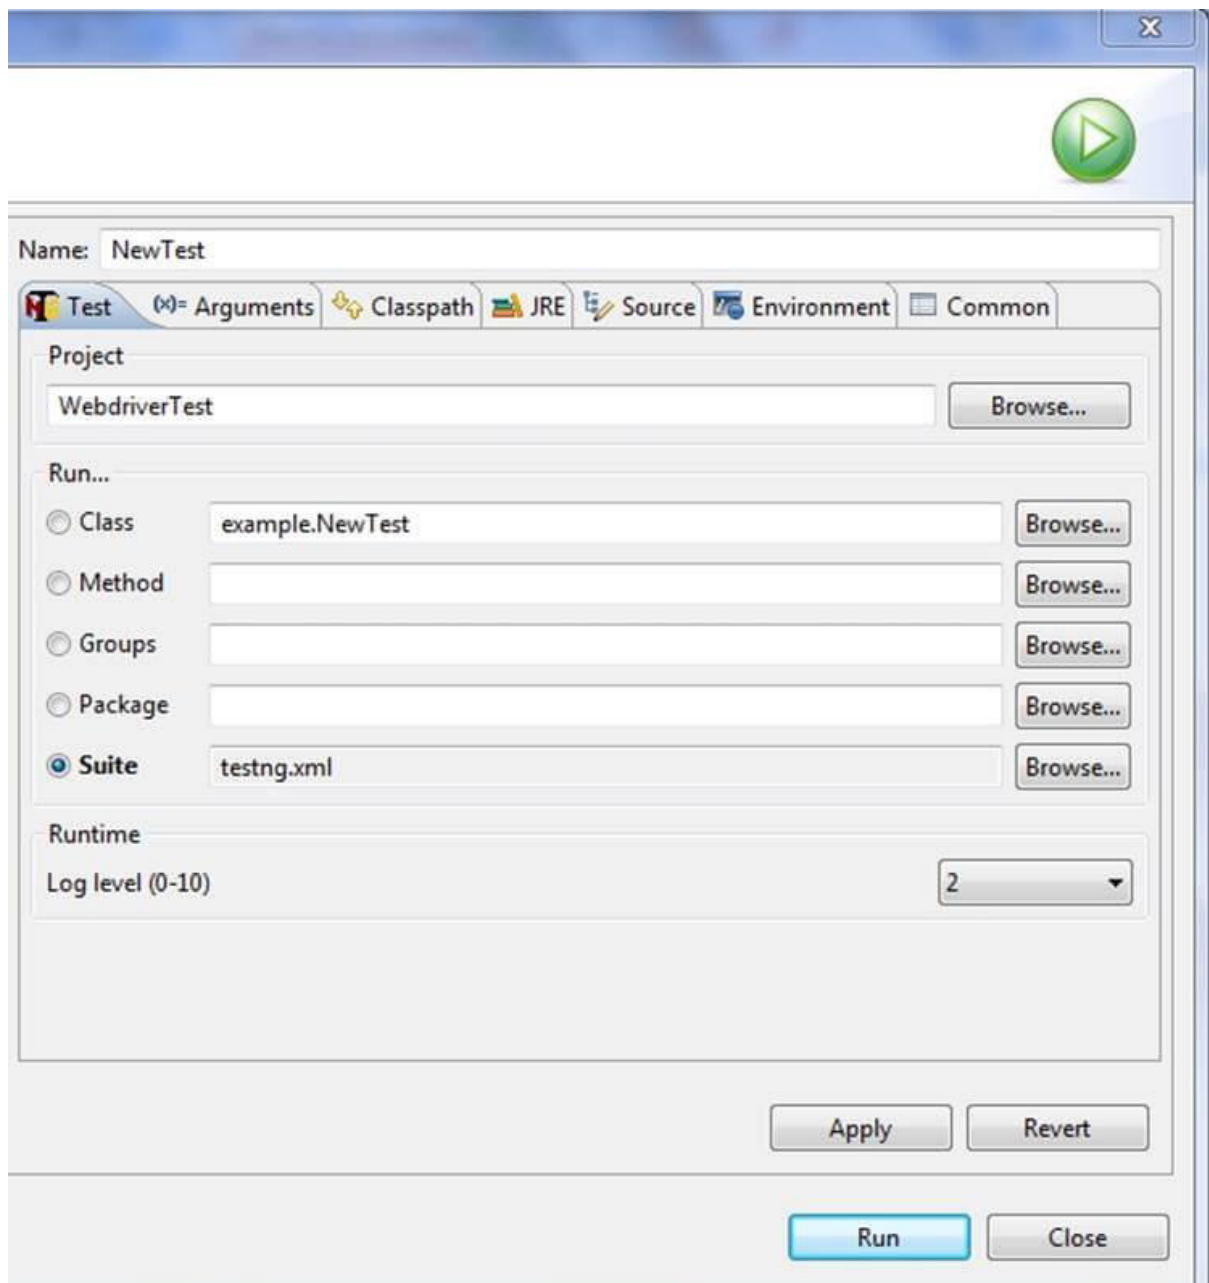 Name: NewTest
Test (x)= Arguments Classpath JRE Source Environment Common
Project
WebdriverTest Browse...
Run...
Class example.NewTest Browse...
Method Browse...
Groups Browse...
Package Browse...
Suite testng.xml Browse...
Runtime
Log level (0-10) 2
Apply Revert
Run Close